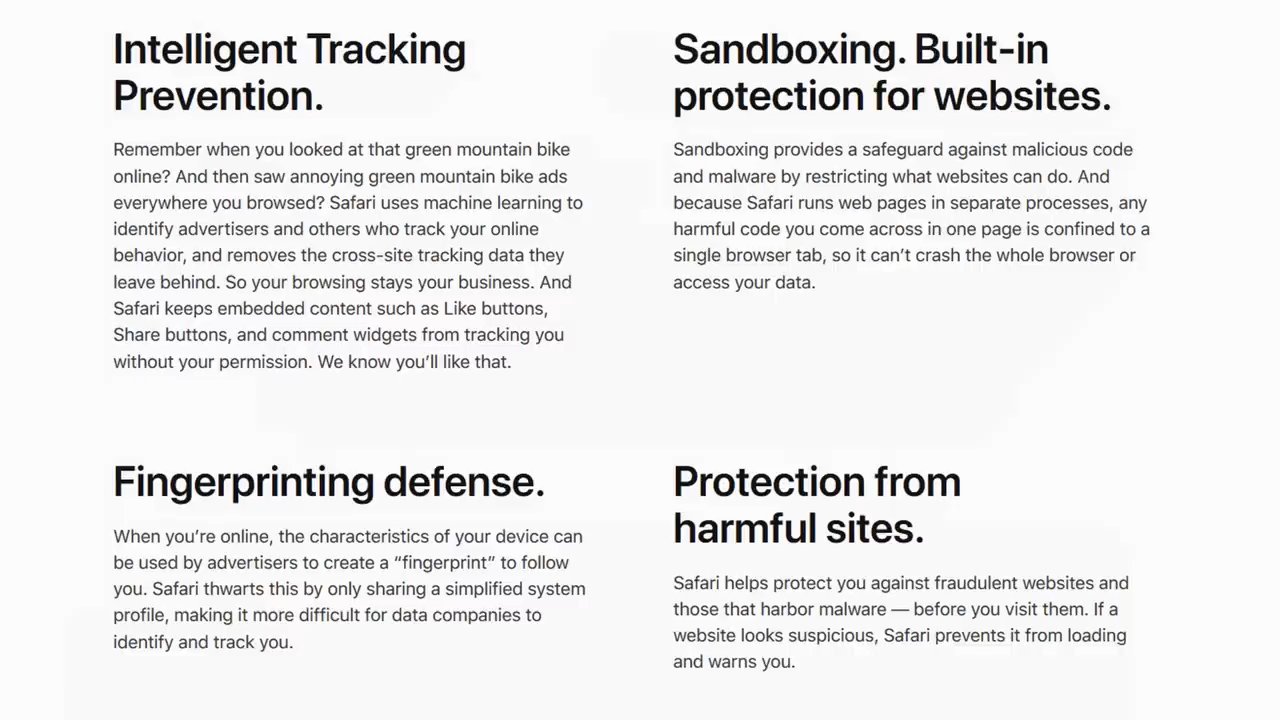 Intelligent Tracking
Prevention.
Remember when you looked at that green mountain bike
online? And then saw annoying green mountain bike ads
everywhere you browsed? Safari uses machine learning to
identify advertisers and others who track your online
behavior, and removes the cross-site tracking data they
leave behind. So your browsing stays your business. And
Safari keeps embedded content such as Like buttons,
Share buttons, and comment widgets from tracking you
without your permission. We know you’ll like that.
Sandboxing. Built-in
protection for websites.
Sandboxing provides a safeguard against malicious code
and malware by restricting what websites can do. And
because Safari runs web pages in separate processes, any
harmful code you come across in one page is confined to a
single browser tab, so it can’t crash the whole browser or
access your data.
Fingerprinting defense.
When you’re online, the characteristics of your device can
be used by advertisers to create a “fingerprint” to follow
you. Safari thwarts this by only sharing a simplified system
profile, making it more difficult for data companies to
identify and track you.
Protection from
harmful sites.
Safari helps protect you against fraudulent websites and
those that harbor malware — before you visit them. If a
website looks suspicious, Safari prevents it from loading
and warns you.